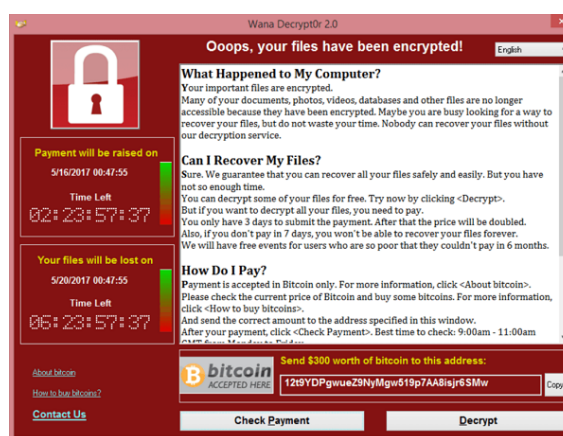 Wana Decrypt0r 2.0
Ooops, your files have been encrypted!
English
What Happened to My Computer?
Your important files are encrypted.
Many of your documents, photos, videos, databases and other files are no longer
accessible because they have been encrypted. Maybe you are busy looking for a way to
recover your files, but do not waste your time. Nobody can recover your files without
our decryption service.
Can I Recover My Files?
Sure. We guarantee that you can recover all your files safely and easily. But you have
not so enough time.
You can decrypt some of your files for free. Try now by clicking <Decrypt>.
But if you want to decrypt all your files, you need to pay.
You only have 3 days to submit the payment. After that the price will be doubled.
Also, if you don't pay in 7 days, you won't be able to recover your files forever.
We will have free events for users who are so poor that they couldn't pay in 6 months.
How Do I Pay?
Payment is accepted in Bitcoin only. For more information, click <About bitcoin>.
Please check the current price of Bitcoin and buy some bitcoins. For more information,
click <How to buy bitcoins>.
And send the correct amount to the address specified in this window.
After your payment, click <Check Payment>. Best time to check: 9:00am - 11:00am
GMT from Monday to Friday
Payment will be raised on
5/16/2017 00:47:55
Time Left
02:23:57:37
Your files will be lost on
5/20/2017 00:47:55
Time Left
06:23:57:37
About bitcoin
How to buy bitcoins?
Contact Us
bitcoin
ACCEPTED HERE
Send $300 worth of bitcoin to this address:
12t9YDPgwueZ9NyMgw519p7AA8isjr6SMw
Copy
Check Payment
Decrypt